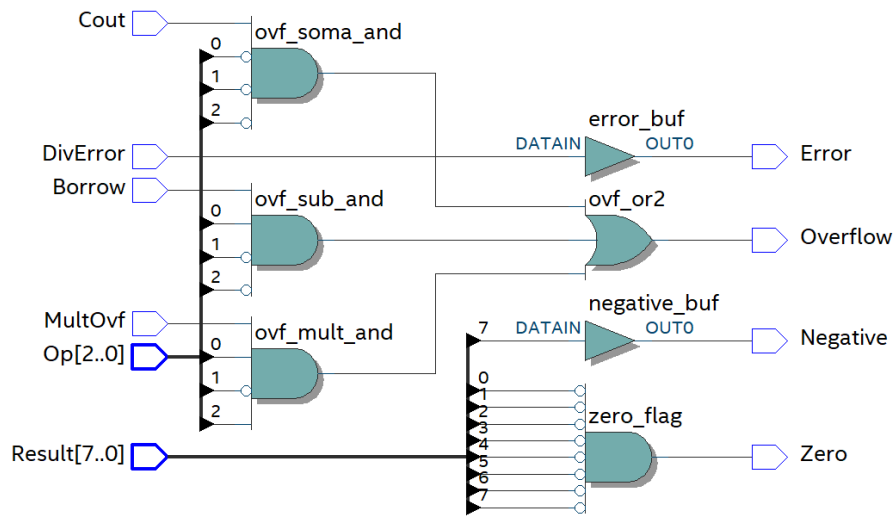 Cout
ovf_soma_and
0
1
2
error_buf
DivError
DATAIN
OUT0
Error
Borrow
ovf_sub_and
ovf_or2
0
1
2
Overflow
MultOvf
ovf_mult_and
negative_buf
Op[2..0]
0
1
2
7
DATAIN
OUT0
Negative
Result[7..0]
0
1
2
3
4
5
6
7
zero_flag
Zero